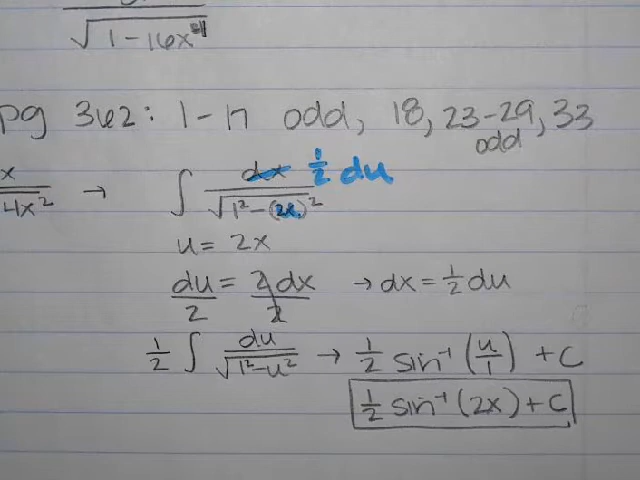 √1-16x⁴
pg 362: 1-17 odd, 18, 23-29, 33
odd
x/4x² → ∫ dx ½ du / √1²-(2x)²
u = 2x
du/2 = 2dx/2 → dx = ½ du
½ ∫ du/√1²-u² → ½ sin⁻¹(u/1) + C
½ sin⁻¹(2x) + C